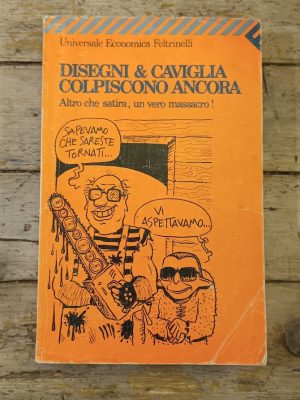 Universale Economica Feltrinelli
DISEGNI & CAVIGLIA
COLPISCONO ANCORA
Altro che satira, un vero massacro!
SAPEVAMO
CHE SARESTE
TORNATI...
VI
ASPETTAVAMO...